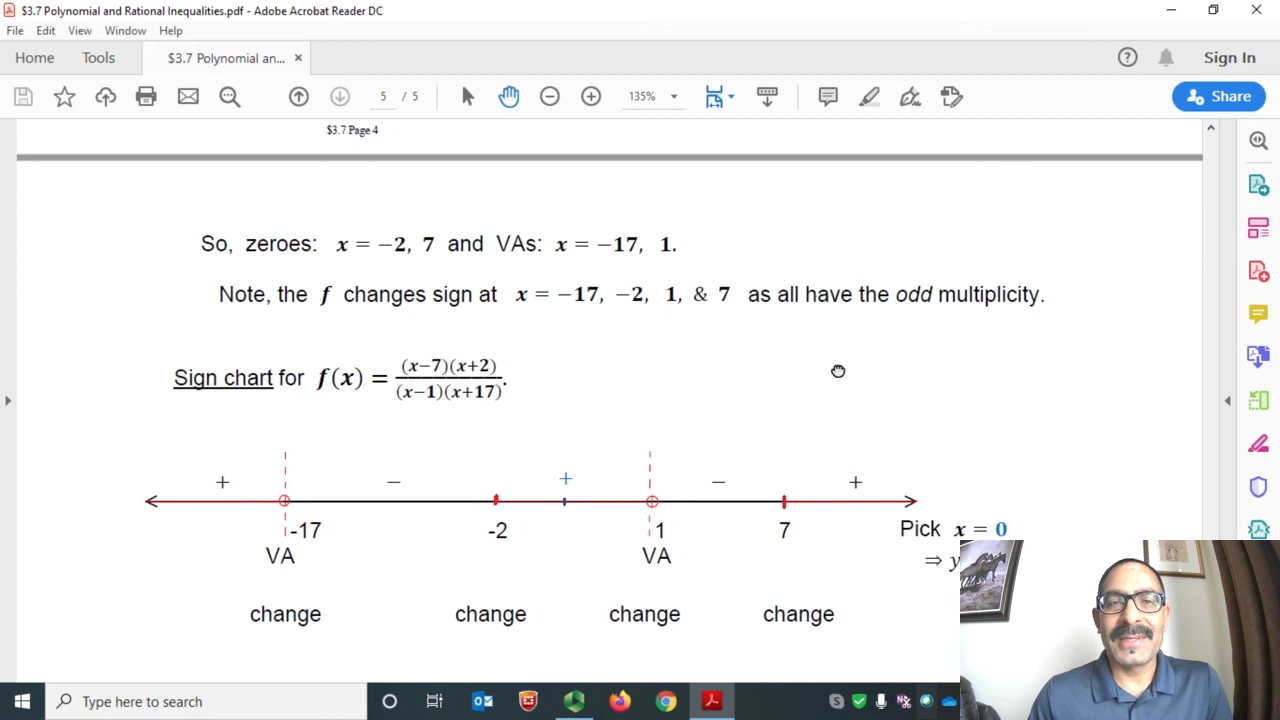 $3.7 Polynomial and Rational Inequalities.pdf - Adobe Acrobat Reader DC
File Edit View Window Help
Home Tools $3.7 Polynomial an... × Sign In
5 / 5 135% Share
$3.7 Page 4
So, zeroes: x = −2, 7 and VAs: x = −17, 1.
Note, the f changes sign at x = −17, −2, 1, & 7 as all have the odd multiplicity.
Sign chart for f(x) = (x−7)(x+2)/(x−1)(x+17).
+ − + − +
-17 -2 1 7 Pick x = 0
VA VA ⇒ y
change change change change
Type here to search